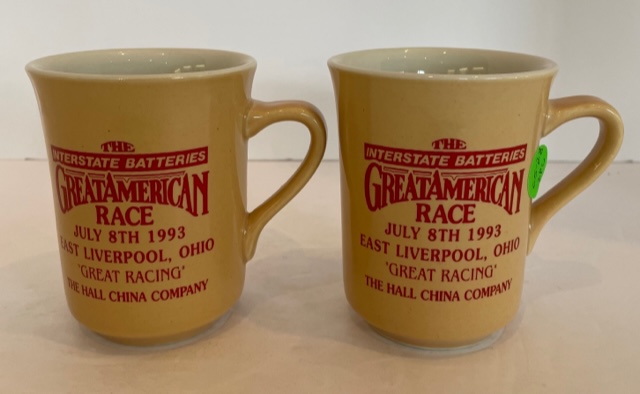 THE
INTERSTATE BATTERIES
GREATAMERICAN
RACE
JULY 8TH 1993
EAST LIVERPOOL, OHIO
'GREAT RACING'
THE HALL CHINA COMPANY
THE
INTERSTATE BATTERIES
GREATAMERICAN
RACE
JULY 8TH 1993
EAST LIVERPOOL, OHIO
'GREAT RACING'
THE HALL CHINA COMPANY